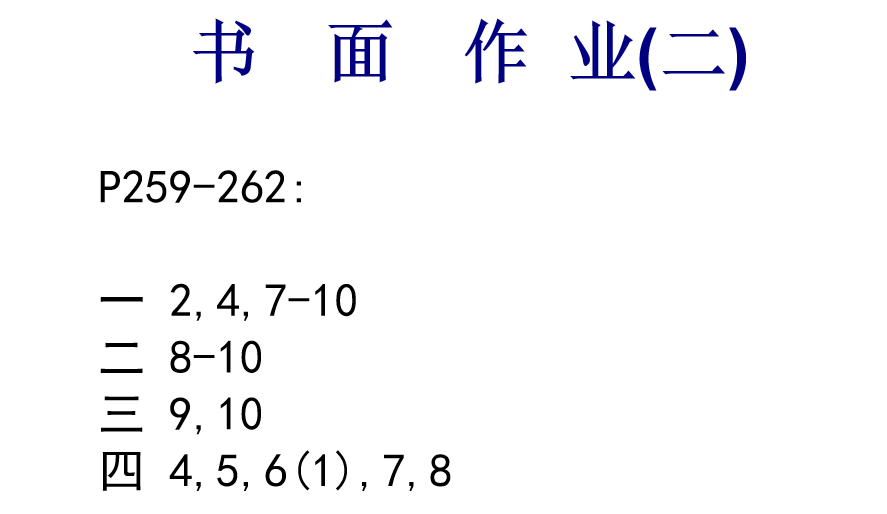 书 面 作 业(二)
P259-262:
一 2,4,7-10
二 8-10
三 9,10
四 4,5,6(1),7,8